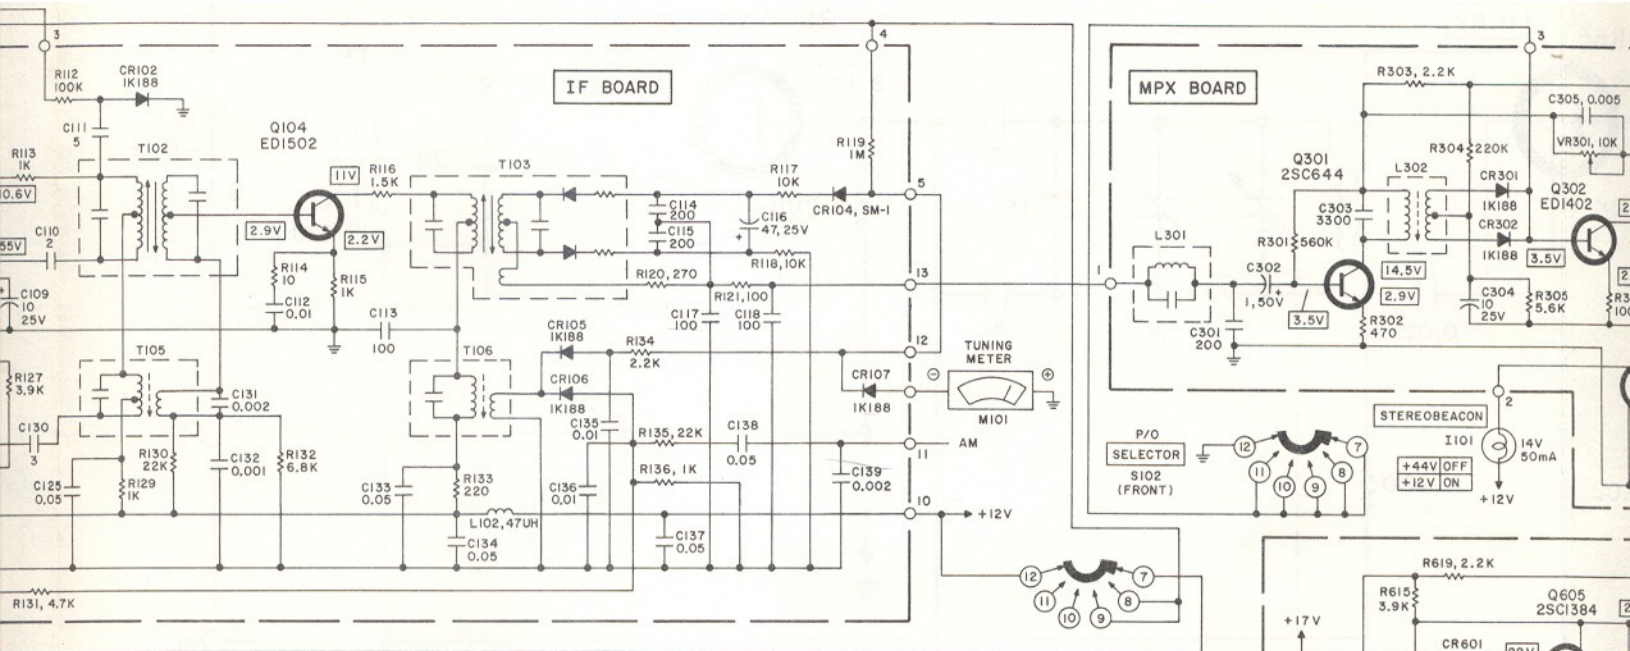 3
4
3
R112
100K
CR102
1K188
IF BOARD
MPX BOARD
R303, 2.2K
C305, 0.005
C111
5
Q104
ED1502
R119
1M
VR301, 10K
R113
1K
T102
R116
1.5K
11V
T103
R117
10K
5
Q301
2SC644
R304
220K
L302
CR301
1K188
Q302
ED1402
10.6V
C114
200
C116
47, 25V
+
CR104, SM-1
C303
3300
CR302
1K188
C110
2
2.9V
2.2V
C115
200
L301
R301
560K
3.5V
55V
R114
10
R115
1K
R118, 10K
R120, 270
R121, 100
13
1
C302
1, 50V
+
14.5V
2.9V
+
C109
10
25V
C112
0.01
C113
100
C117
100
C118
100
C301
200
3.5V
R302
470
C304
10
25V
R305
5.6K
T105
T106
CR105
1K188
R134
2.2K
12
TUNING
METER
R127
3.9K
C131
0.002
CR106
1K188
CR107
1K188
−
+
M101
2
C130
3
R130
22K
C132
0.001
R132
6.8K
C135
0.01
R135, 22K
C138
0.05
AM
11
P/O
SELECTOR
S102
(FRONT)
12
11
10
9
8
7
STEREOBEACON
I101
14V
50mA
+44V OFF
+12V ON
+12V
C125
0.05
R129
1K
C133
0.05
R133
220
C136
0.01
R136, 1K
C139
0.002
10
+12V
L102, 47UH
C134
0.05
C137
0.05
12
11
10
9
8
7
R131, 4.7K
R619, 2.2K
R615
3.9K
Q605
2SC1384
+17V
CR601